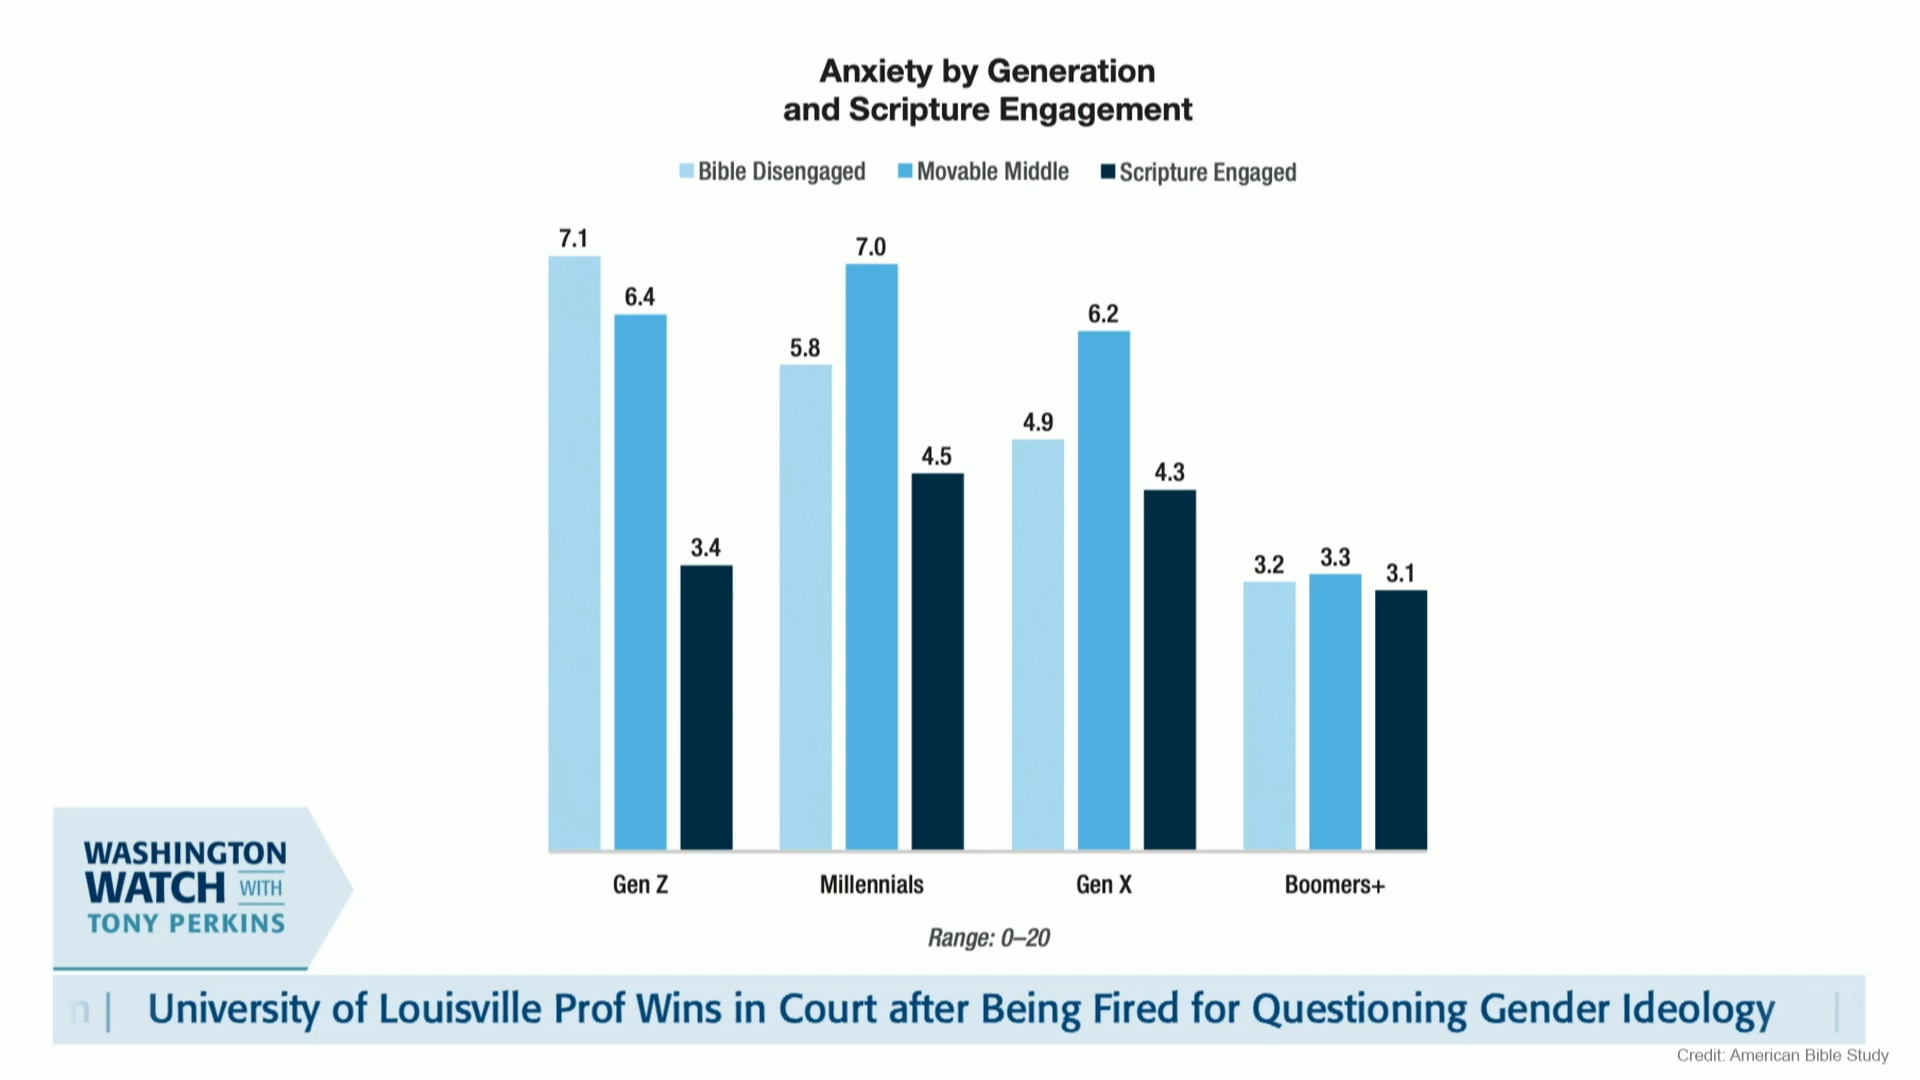 Anxiety by Generation
and Scripture Engagement
Bible Disengaged Movable Middle Scripture Engaged
7.1
6.4
3.4
5.8
7.0
4.5
4.9
6.2
4.3
3.2
3.3
3.1
Gen Z Millennials Gen X Boomers+
Range: 0–20
WASHINGTON
WATCH WITH
TONY PERKINS
m | University of Louisville Prof Wins in Court after Being Fired for Questioning Gender Ideology |
Credit: American Bible Study